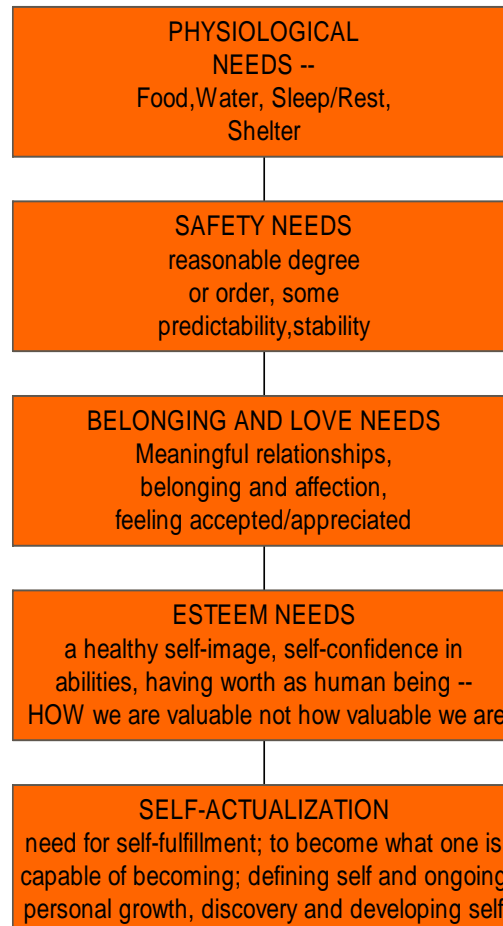 PHYSIOLOGICAL
NEEDS --
Food,Water, Sleep/Rest,
Shelter
SAFETY NEEDS
reasonable degree
or order, some
predictability,stability
BELONGING AND LOVE NEEDS
Meaningful relationships,
belonging and affection,
feeling accepted/appreciated
ESTEEM NEEDS
a healthy self-image, self-confidence in
abilities, having worth as human being --
HOW we are valuable not how valuable we are
SELF-ACTUALIZATION
need for self-fulfillment; to become what one is
capable of becoming; defining self and ongoing
personal growth, discovery and developing self